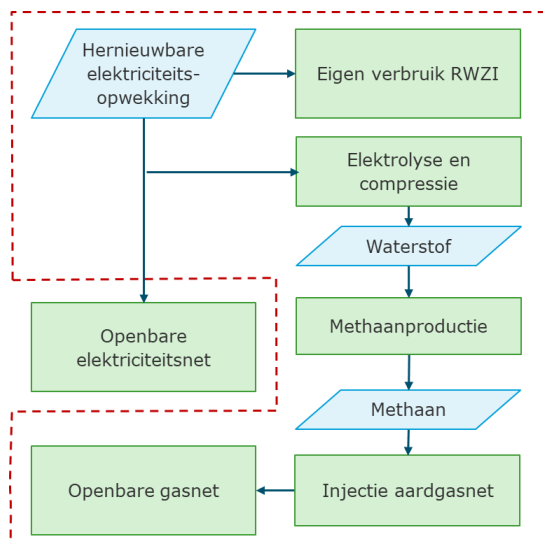 Hernieuwbare
elektriciteits-
opwekking
Eigen verbruik RWZI
Elektrolyse en
compressie
Waterstof
Openbare
elektriciteitsnet
Methaanproductie
Methaan
Openbare gasnet
Injectie aardgasnet